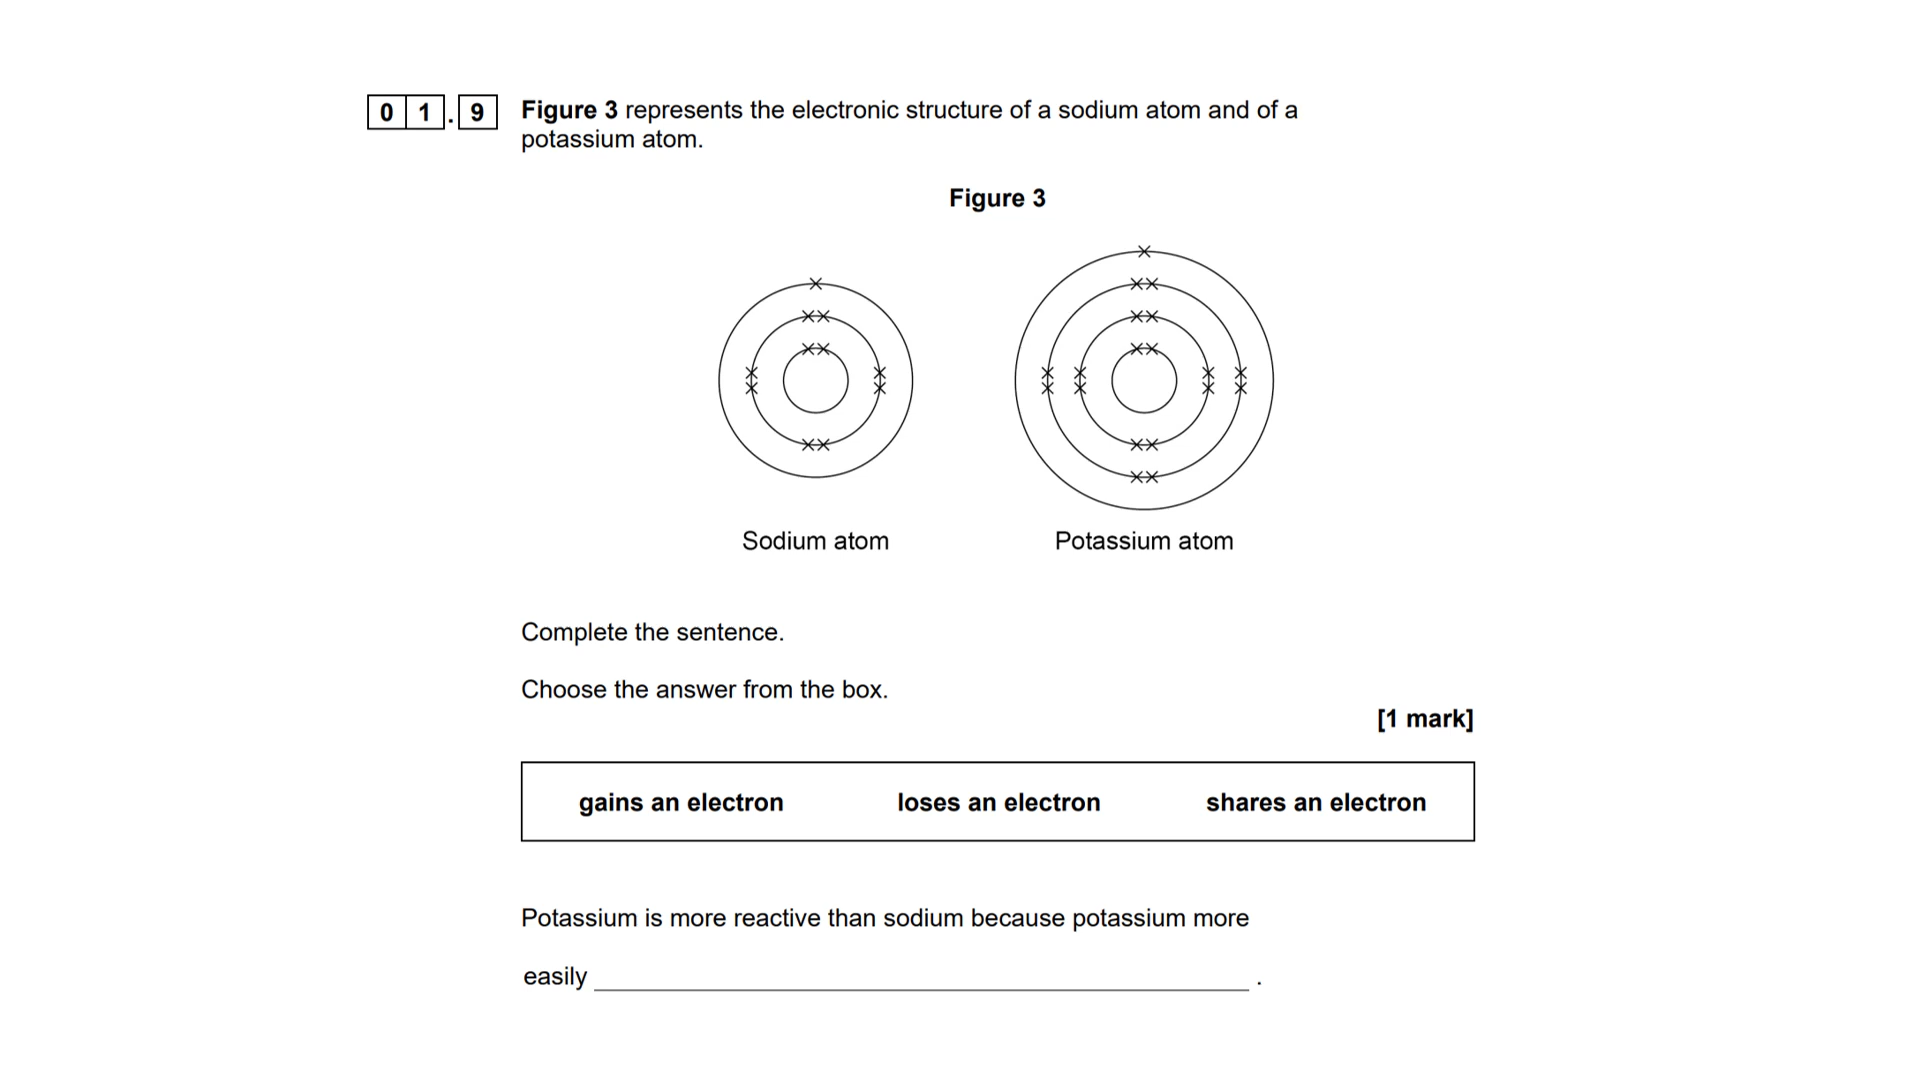 01.9 Figure 3 represents the electronic structure of a sodium atom and of a
potassium atom.
Figure 3
Sodium atom Potassium atom
Complete the sentence.
Choose the answer from the box.
[1 mark]
gains an electron loses an electron shares an electron
Potassium is more reactive than sodium because potassium more
easily ______________________________ .